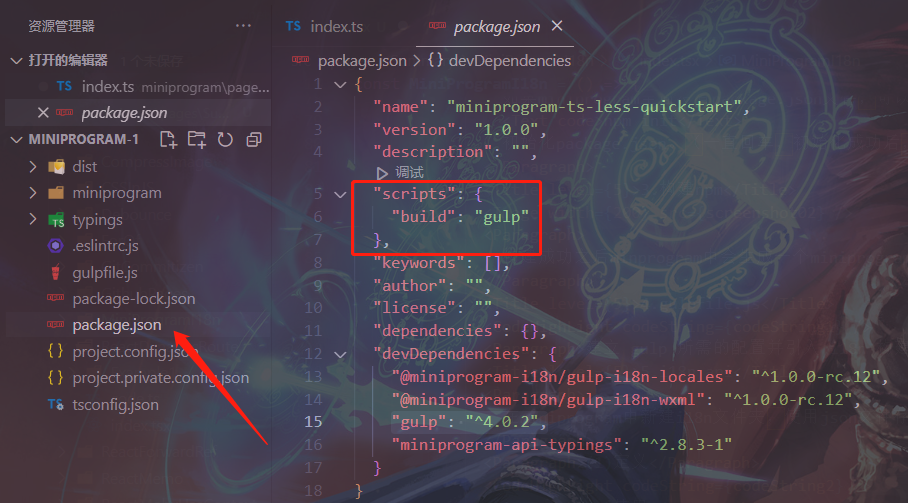 资源管理器
打开的编辑器
TS index.ts miniprogram\page...
package.json
MINIPROGRAM-1
dist
miniprogram
typings
.eslintrc.js
gulpfile.js
package-lock.json
package.json
project.config.json
project.private.config.json
tsconfig.json
TS index.ts
package.json
package.json > {} devDependencies
1 {
2 "name": "miniprogram-ts-less-quickstart",
3 "version": "1.0.0",
4 "description": "",
调试
5 "scripts": {
6 "build": "gulp"
7 },
8 "keywords": [],
9 "author": "",
10 "license": "",
11 "dependencies": {},
12 "devDependencies": {
13 "@miniprogram-i18n/gulp-i18n-locales": "^1.0.0-rc.12",
14 "@miniprogram-i18n/gulp-i18n-wxml": "^1.0.0-rc.12",
15 "gulp": "^4.0.2",
16 "miniprogram-api-typings": "^2.8.3-1"
17 }
18 }